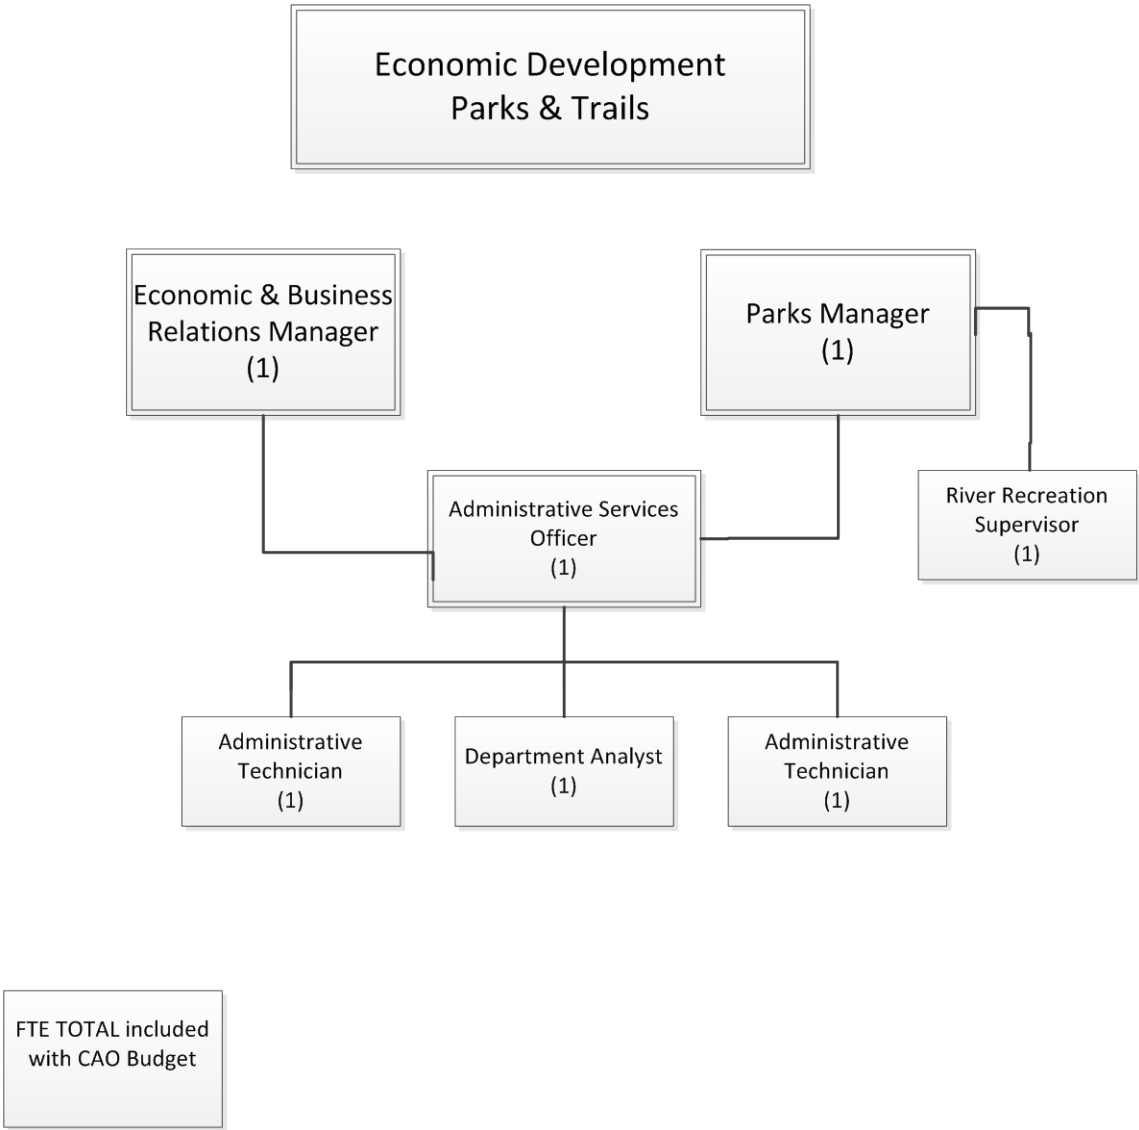 Economic Development
Parks & Trails
Economic & Business
Relations Manager
(1)
Parks Manager
(1)
Administrative Services
Officer
(1)
River Recreation
Supervisor
(1)
Administrative
Technician
(1)
Department Analyst
(1)
Administrative
Technician
(1)
FTE TOTAL included
with CAO Budget